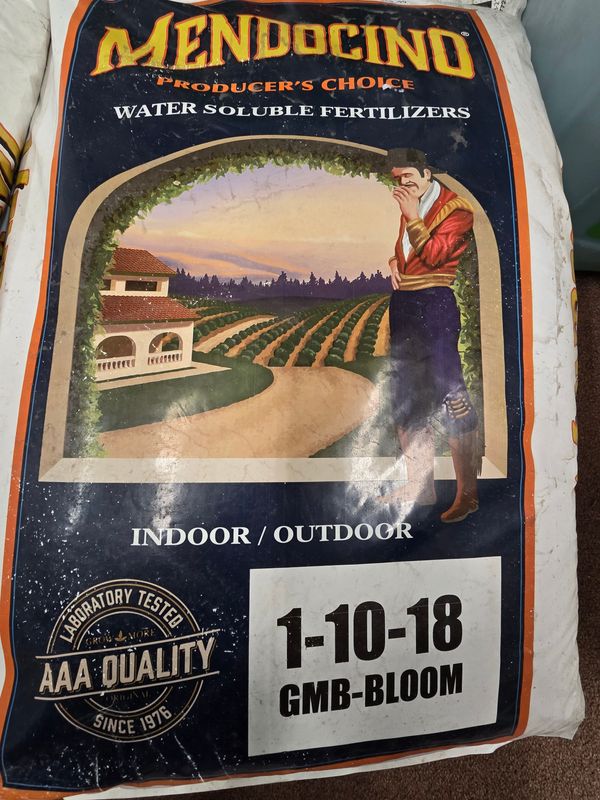 MENDOCINO®
PRODUCER'S CHOICE
WATER SOLUBLE FERTILIZERS
INDOOR / OUTDOOR
LABORATORY TESTED
GROW MORE
AAA QUALITY
ORIGINAL
SINCE 1976
1-10-18
GMB-BLOOM